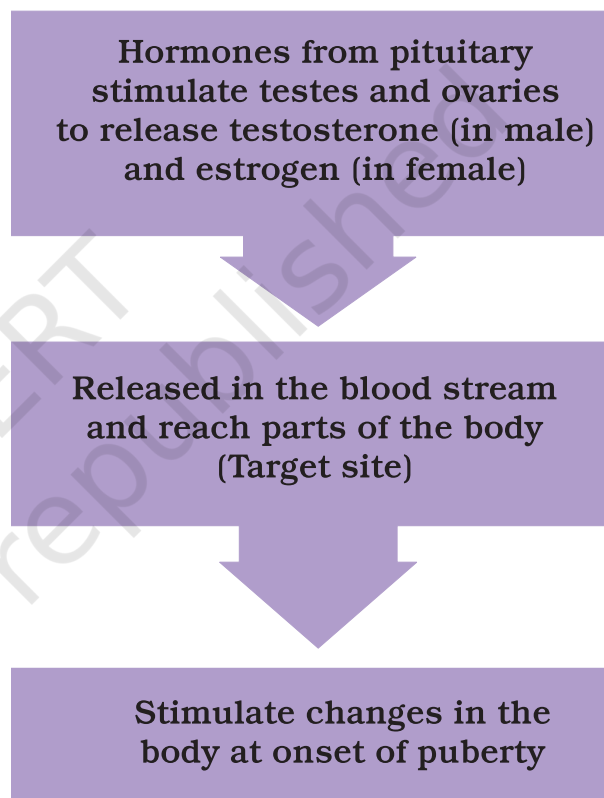 Hormones from pituitary
stimulate testes and ovaries
to release testosterone (in male)
and estrogen (in female)
Released in the blood stream
and reach parts of the body
(Target site)
Stimulate changes in the
body at onset of puberty
republished